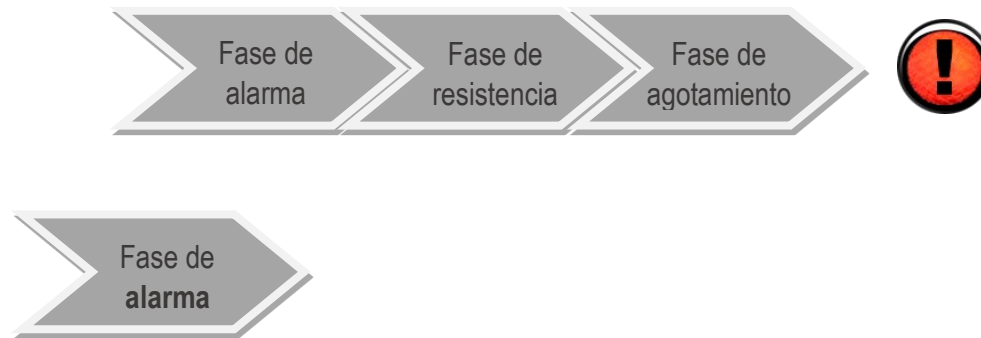 Fase de
alarma
Fase de
resistencia
Fase de
agotamiento
!
Fase de
alarma